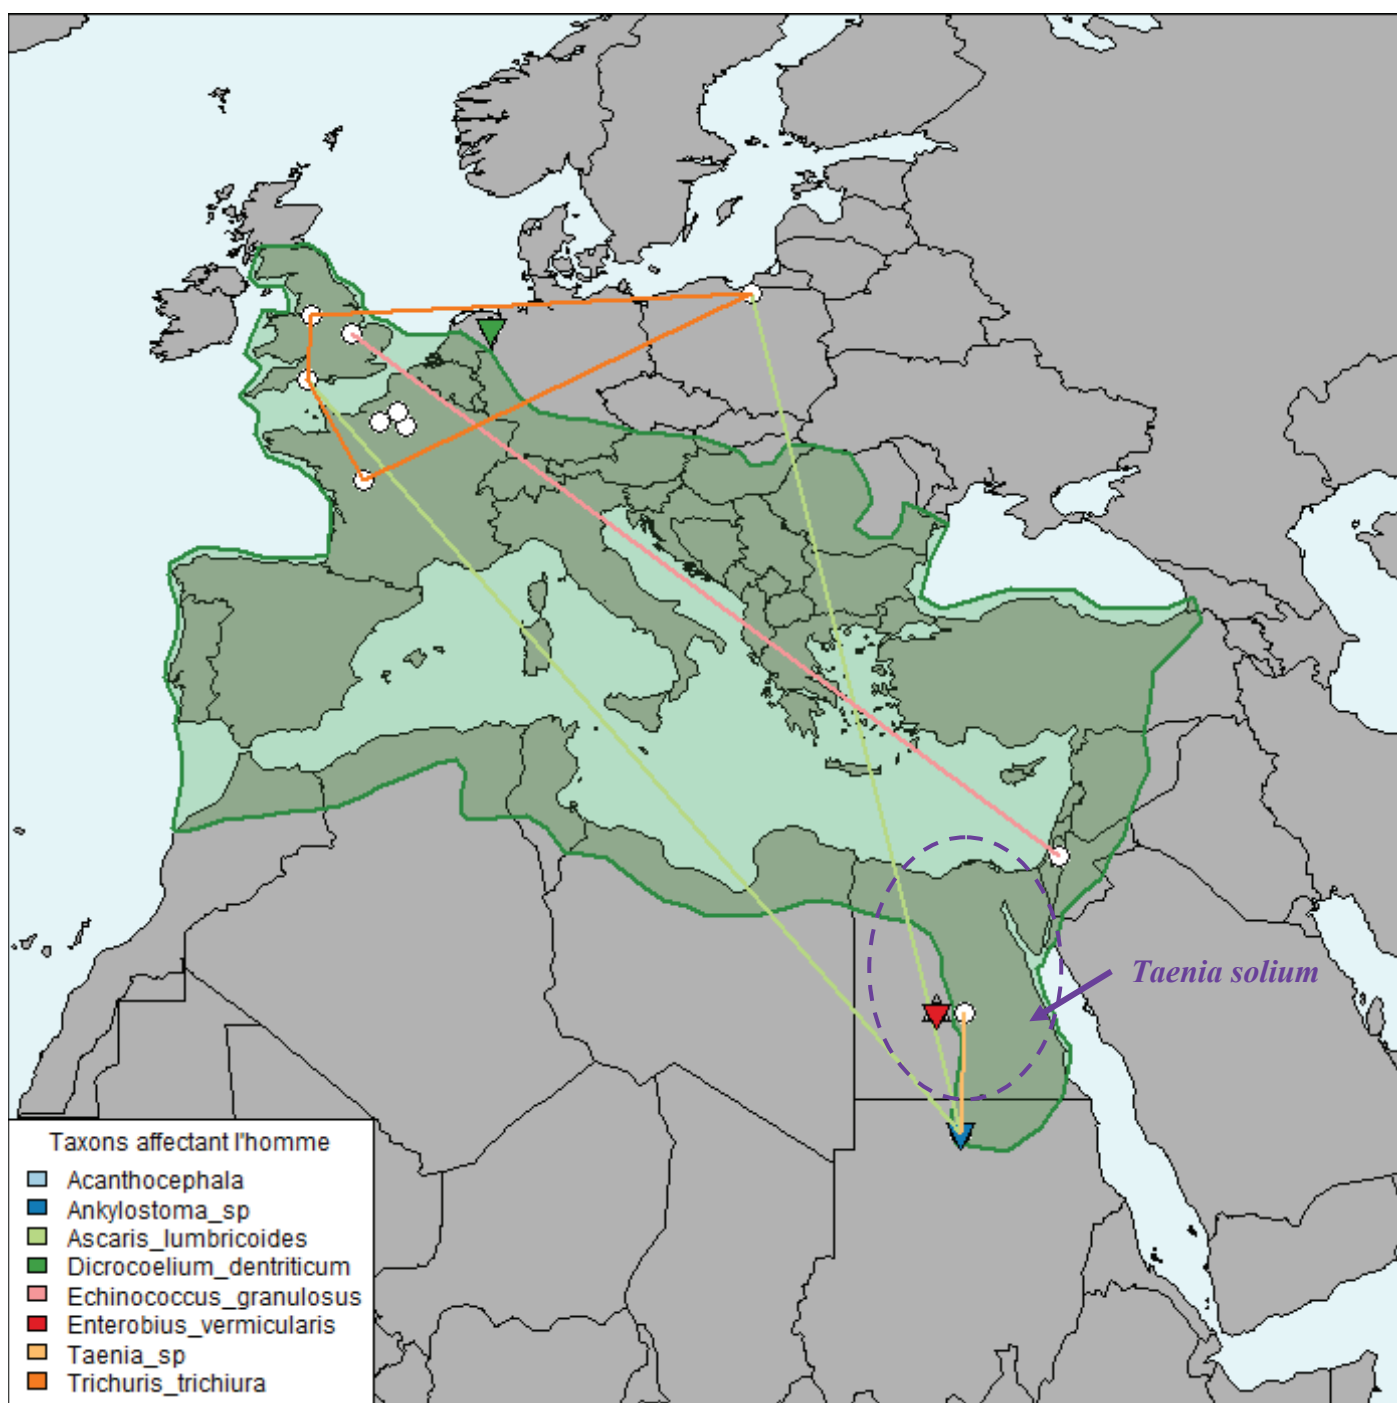 Taenia solium
Taxons affectant l'homme
Acanthocephala
Ankylostoma_sp
Ascaris_lumbricoides
Dicrocoelium_dentriticum
Echinococcus_granulosus
Enterobius_vermicularis
Taenia_sp
Trichuris_trichiura